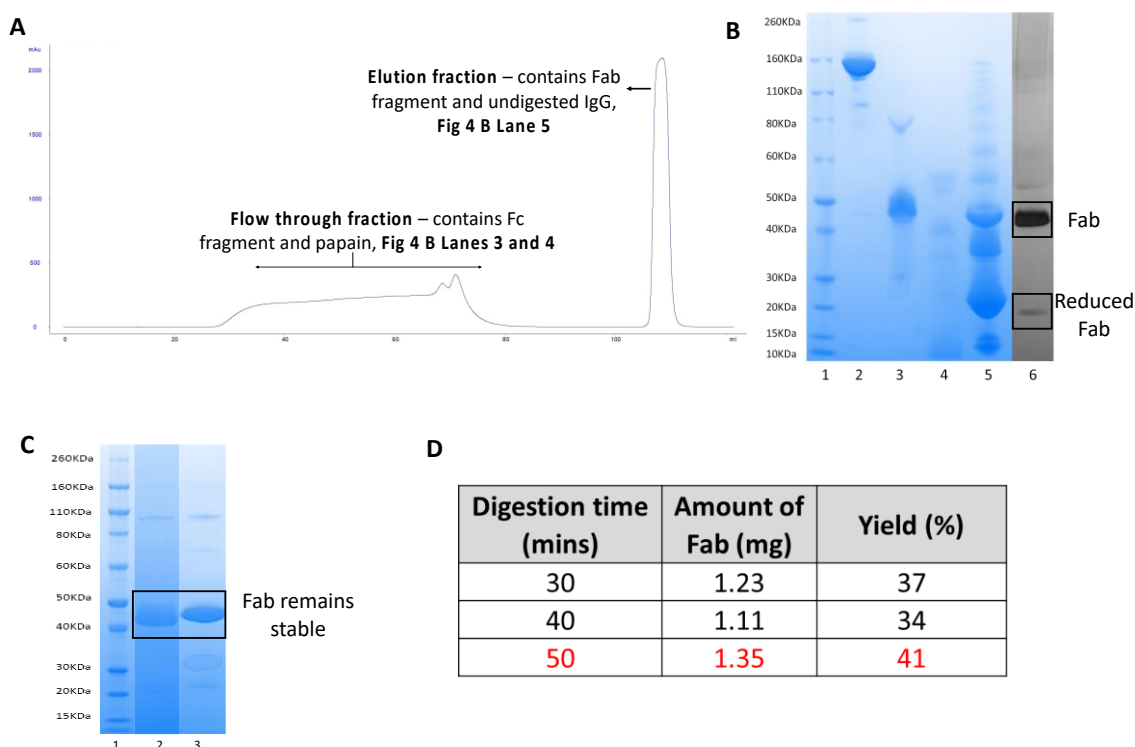 A
mAu
2000
1500
1000
500
0
0
20
40
60
80
100
ml
Elution fraction – contains Fab
fragment and undigested IgG,
Fig 4 B Lane 5
Flow through fraction – contains Fc
fragment and papain, Fig 4 B Lanes 3 and 4
B
260KDa
160KDa
110KDa
80KDa
60KDa
50KDa
40KDa
30KDa
20KDa
15KDa
10KDa
1 2 3 4 5 6
Fab
Reduced
Fab
C
260KDa
160KDa
110KDa
80KDa
60KDa
50KDa
40KDa
30KDa
20KDa
15KDa
1 2 3
Fab remains
stable
D
Digestion time
(mins)
Amount of
Fab (mg)
Yield (%)
30 1.23 37
40 1.11 34
50 1.35 41